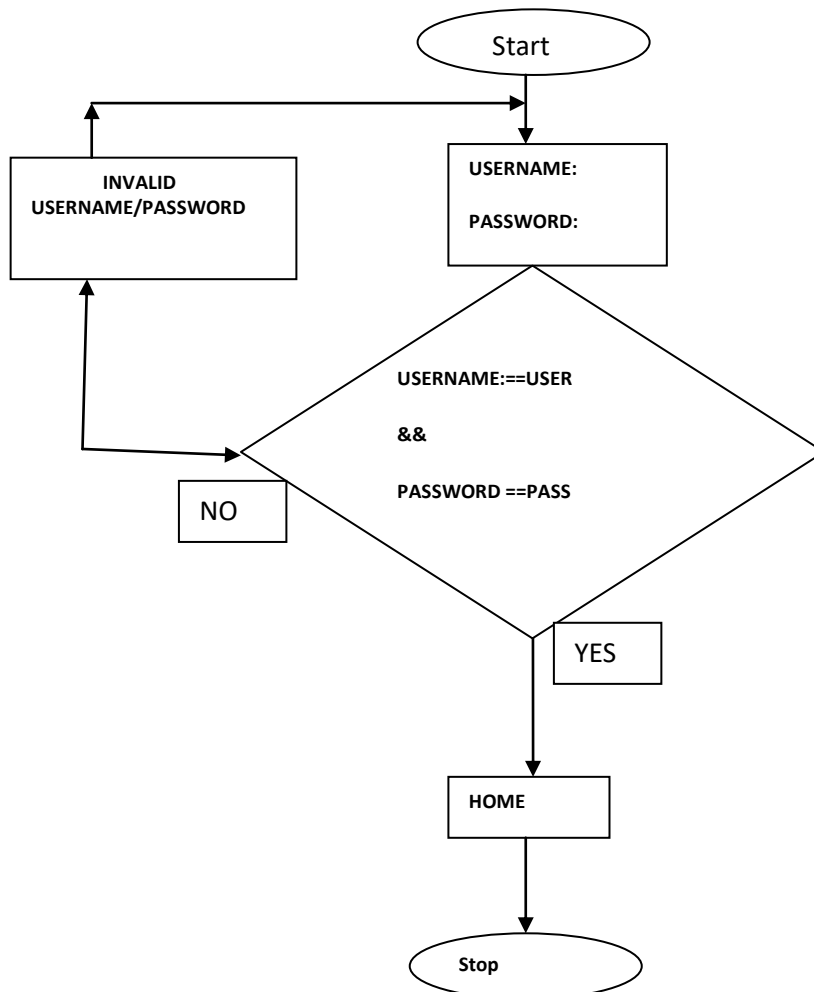 Start
USERNAME:
PASSWORD:
INVALID
USERNAME/PASSWORD
USERNAME:==USER
&&
PASSWORD ==PASS
NO
YES
HOME
Stop